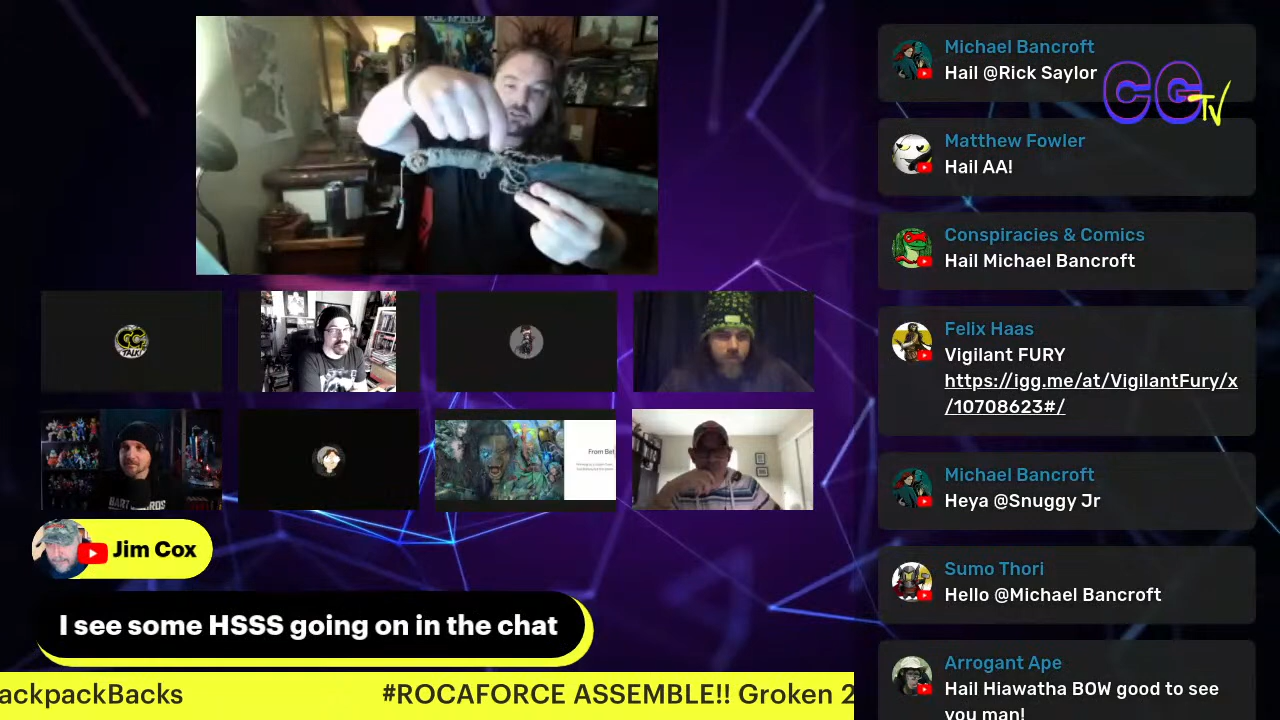 Michael Bancroft
Hail @Rick Saylor
CG TV
Matthew Fowler
Hail AA!
Conspiracies & Comics
Hail Michael Bancroft
Felix Haas
Vigilant FURY
https://igg.me/at/VigilantFury/x
/10708623#/
Michael Bancroft
Heya @Snuggy Jr
Sumo Thori
Hello @Michael Bancroft
Arrogant Ape
Hail Hiawatha BOW good to see
you man!
From Bet
Jim Cox
I see some HSSS going on in the chat
ackpackBacks
#ROCAFORCE ASSEMBLE!! Groken 2